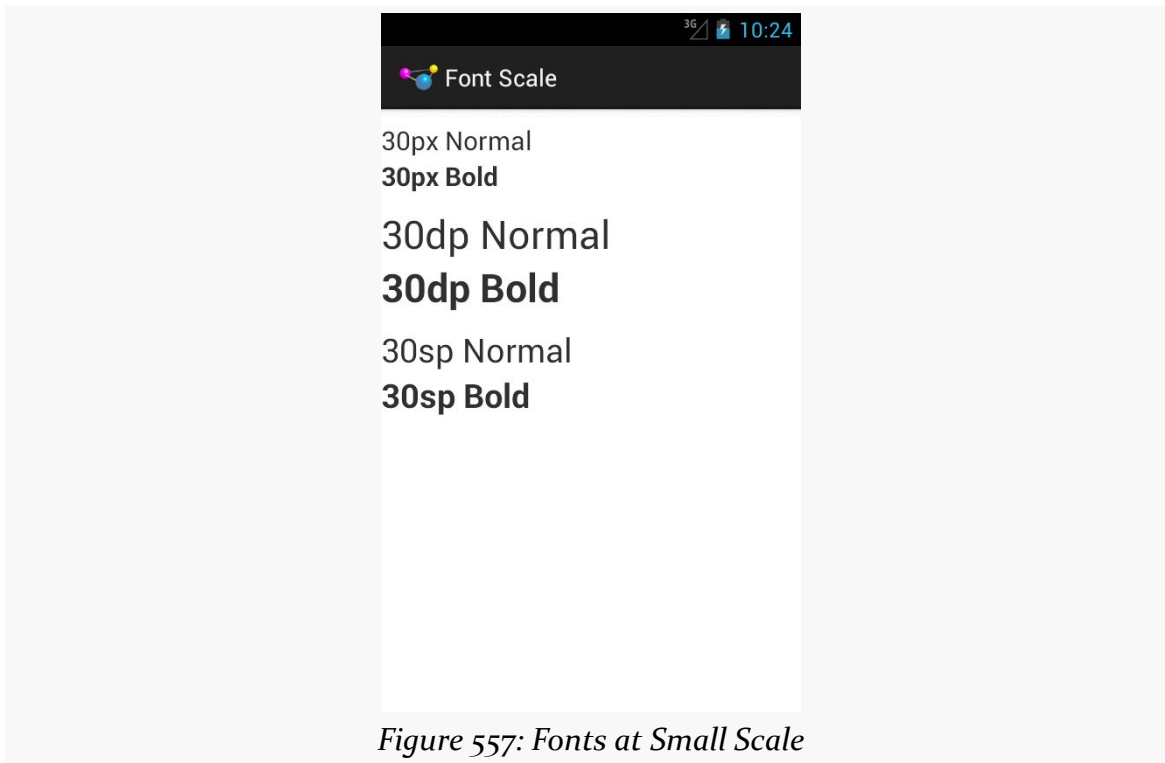 3G 10:24
Font Scale
30px Normal
30px Bold
30dp Normal
30dp Bold
30sp Normal
30sp Bold
Figure 557: Fonts at Small Scale